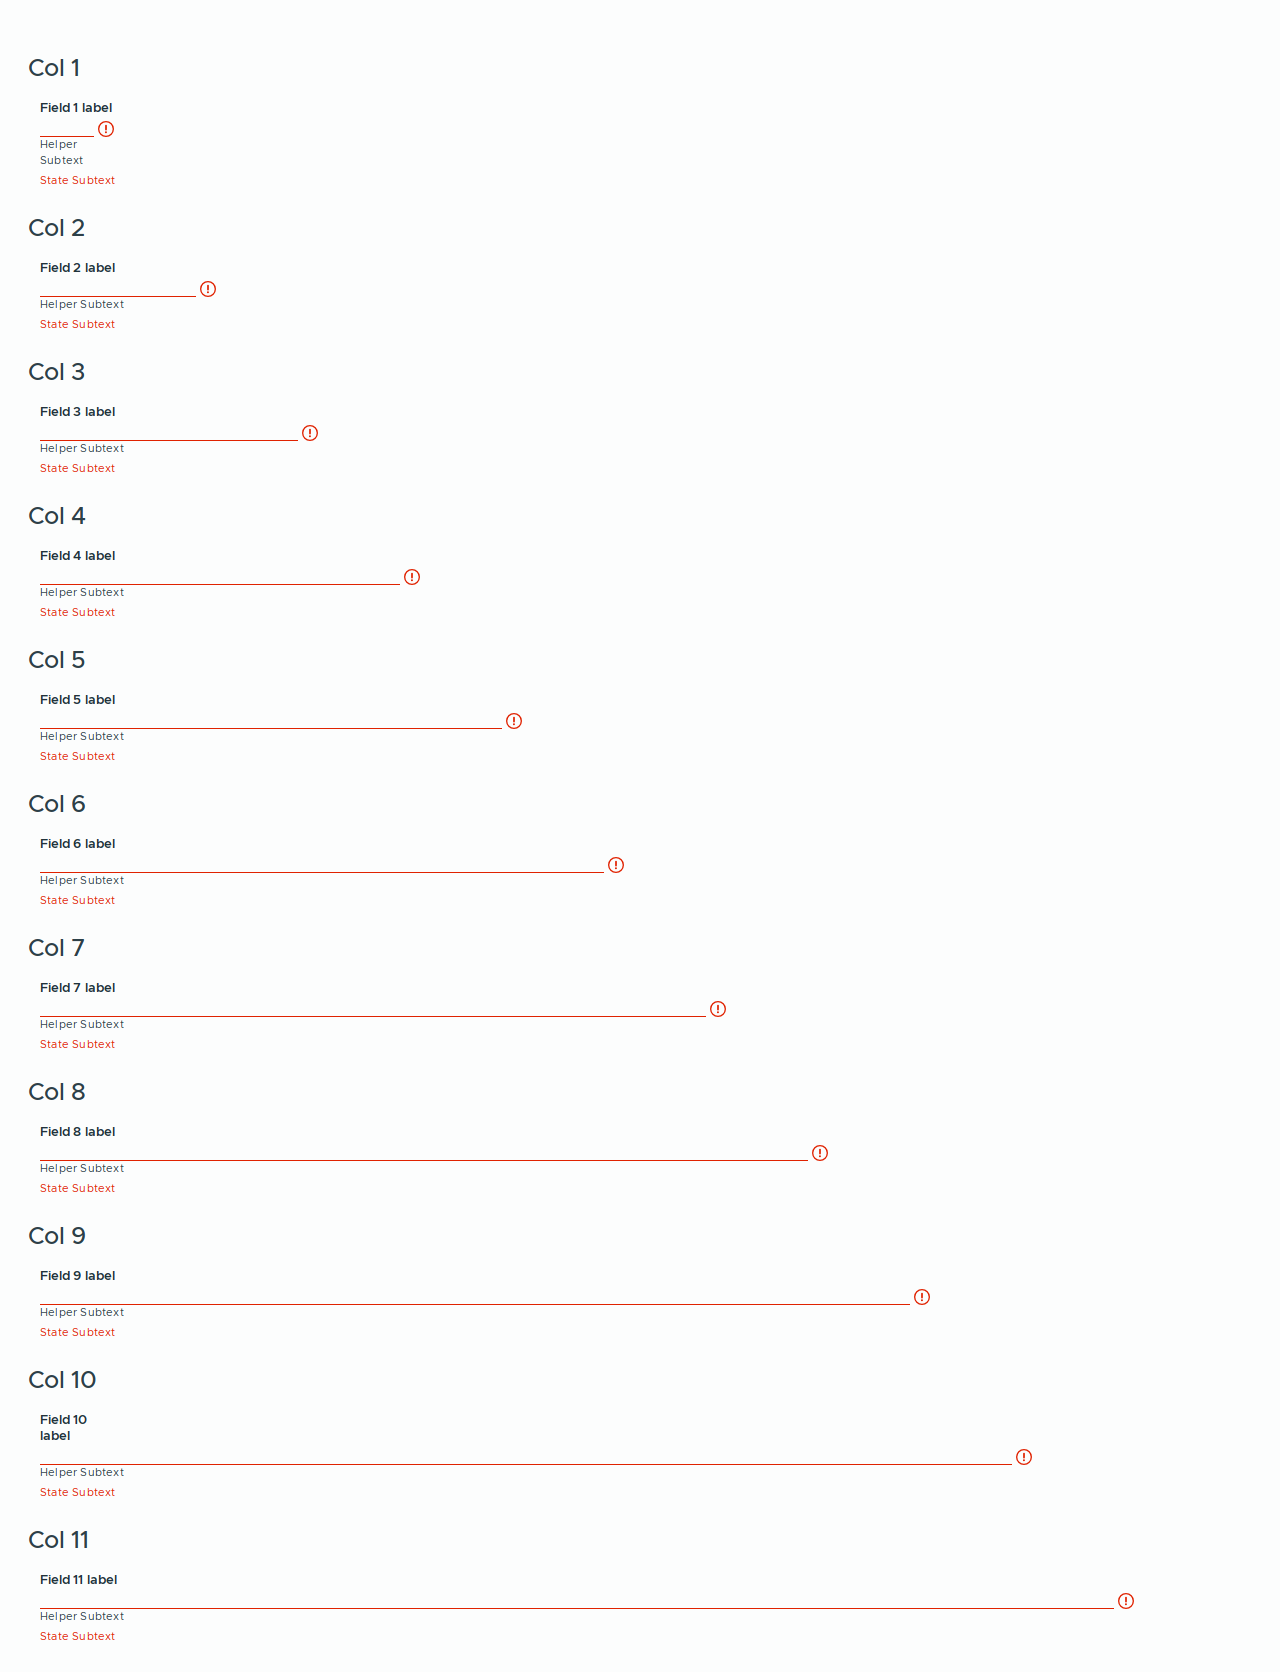 Col 1
Field 1 label
Helper
Subtext
State Subtext
Col 2
Field 2 label
Helper Subtext
State Subtext
Col 3
Field 3 label
Helper Subtext
State Subtext
Col 4
Field 4 label
Helper Subtext
State Subtext
Col 5
Field 5 label
Helper Subtext
State Subtext
Col 6
Field 6 label
Helper Subtext
State Subtext
Col 7
Field 7 label
Helper Subtext
State Subtext
Col 8
Field 8 label
Helper Subtext
State Subtext
Col 9
Field 9 label
Helper Subtext
State Subtext
Col 10
Field 10
label
Helper Subtext
State Subtext
Col 11
Field 11 label
Helper Subtext
State Subtext